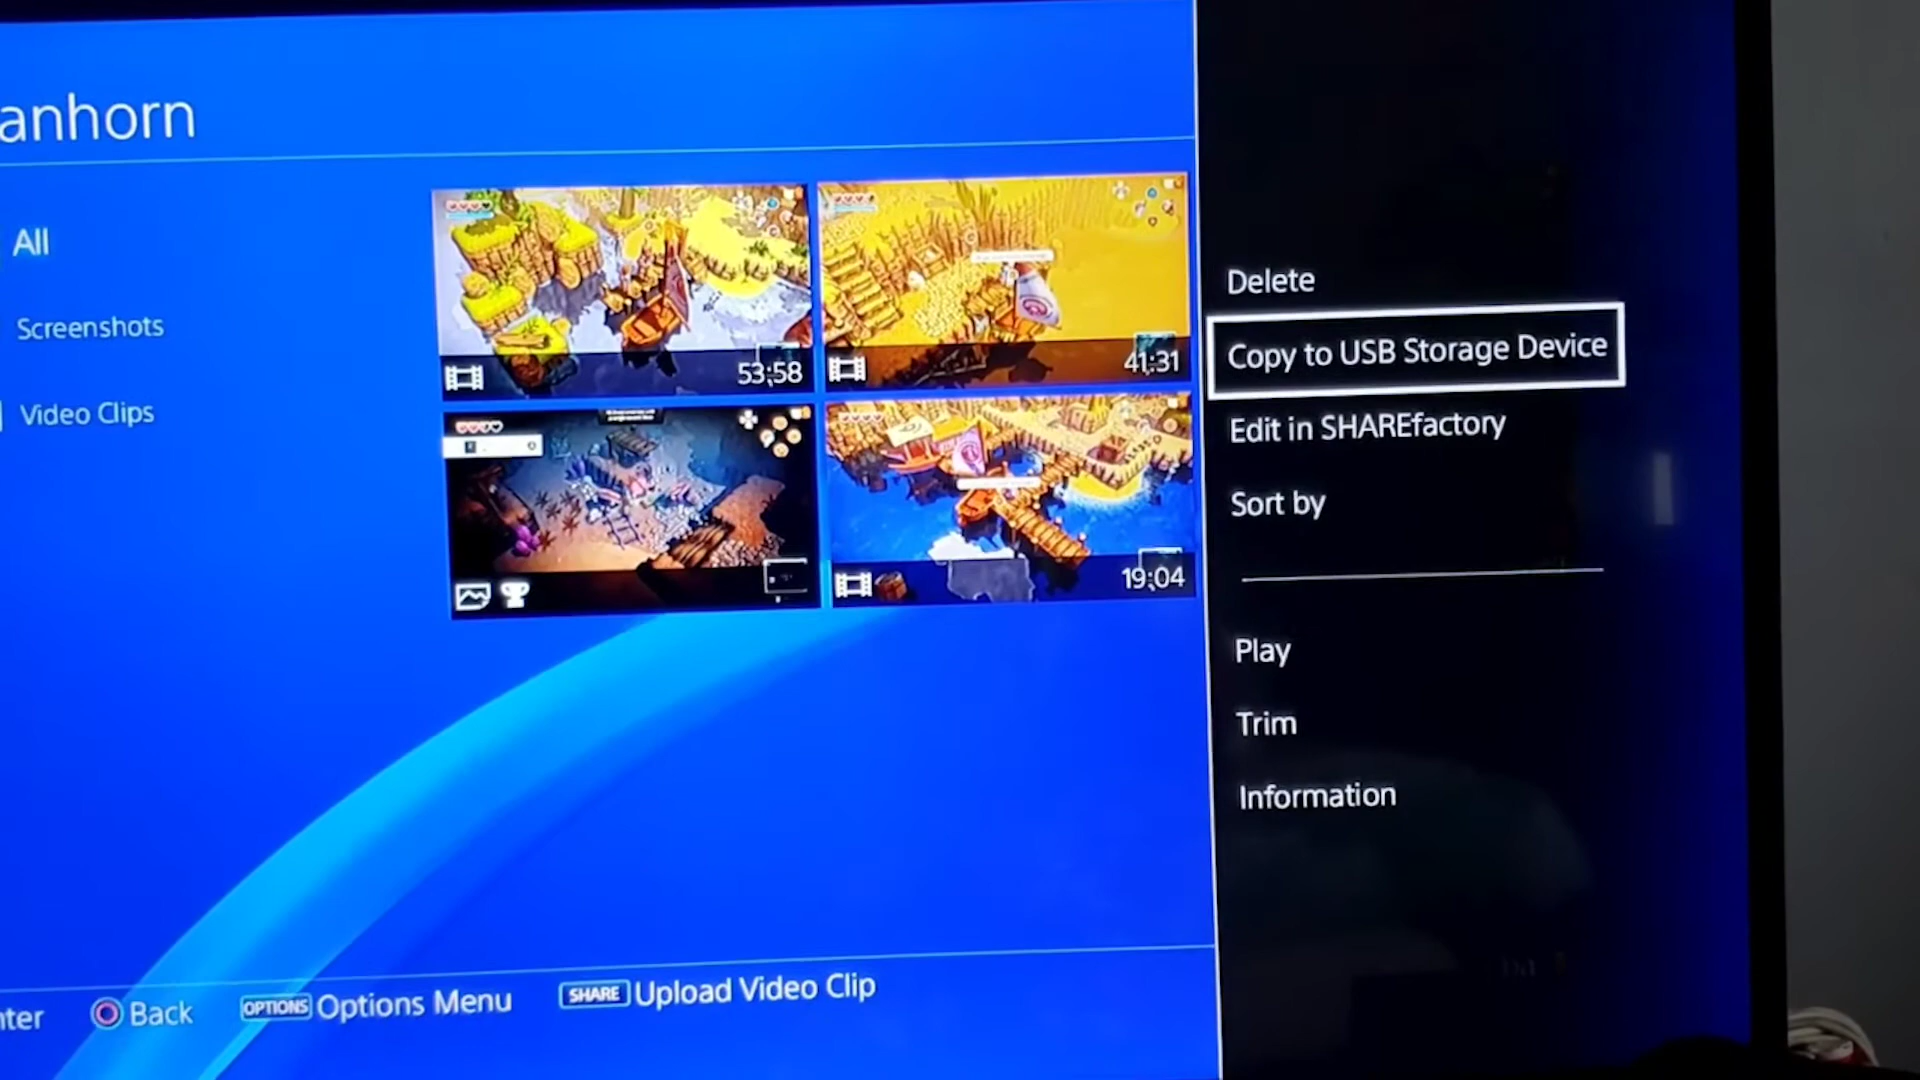 anhorn
All
Screenshots
Video Clips
53:58
41:31
19:04
Delete
Copy to USB Storage Device
Edit in SHAREfactory
Sort by
Play
Trim
Information
nter
Back
OPTIONS Options Menu
SHARE Upload Video Clip